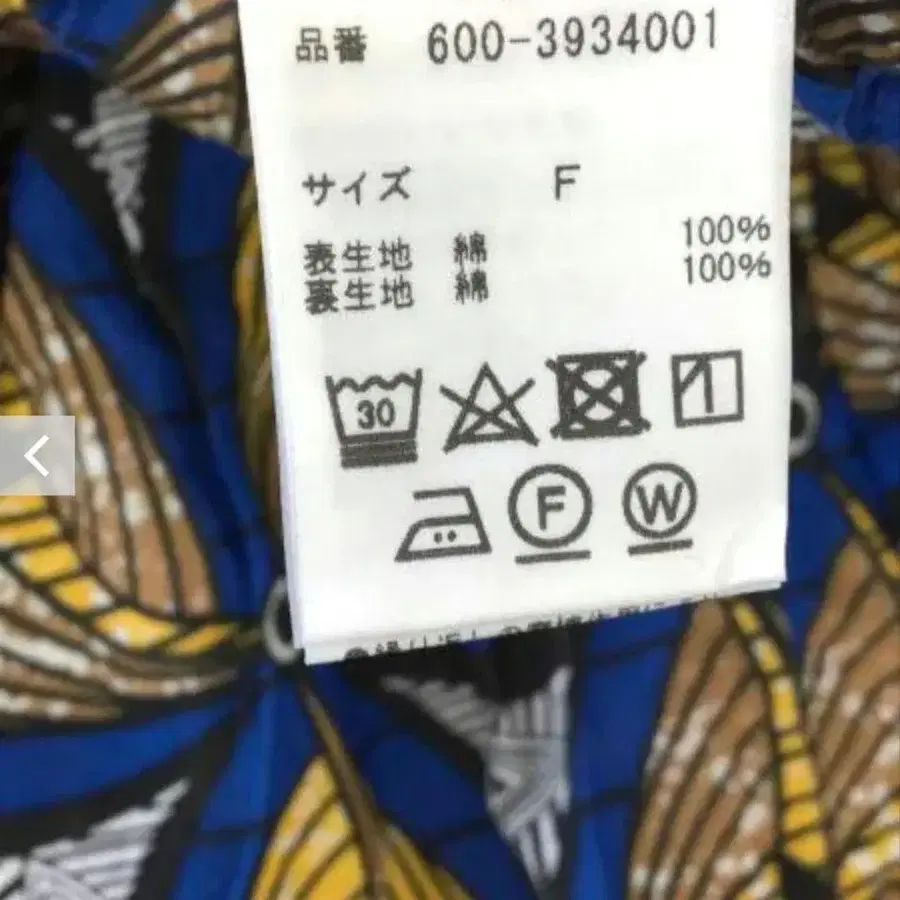 品番 600-3934001
サイズ F
表生地 綿 100%
裏生地 綿 100%
30
F
W